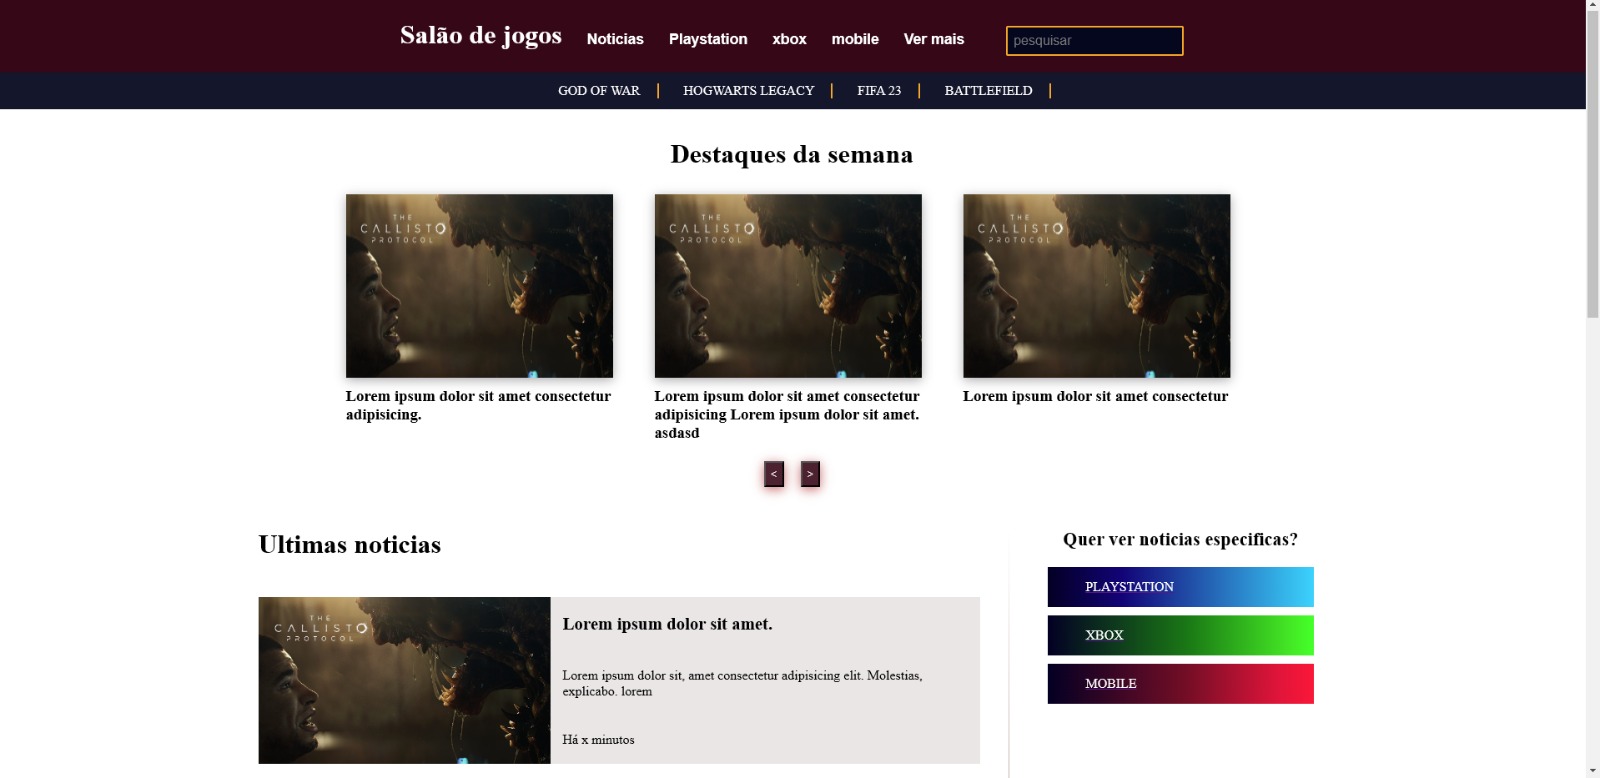 Salão de jogos Noticias Playstation xbox mobile Ver mais pesquisar
GOD OF WAR HOGWARTS LEGACY FIFA 23 BATTLEFIELD
Destaques da semana
THE
CALLISTO
PROTOCOL
Lorem ipsum dolor sit amet consectetur
adipisicing.
THE
CALLISTO
PROTOCOL
Lorem ipsum dolor sit amet consectetur
adipisicing Lorem ipsum dolor sit amet.
asdasd
THE
CALLISTO
PROTOCOL
Lorem ipsum dolor sit amet consectetur
< >
Ultimas noticias
THE
CALLISTO
PROTOCOL
Lorem ipsum dolor sit amet.
Lorem ipsum dolor sit, amet consectetur adipisicing elit. Molestias,
explicabo. lorem
Há x minutos
Quer ver noticias especificas?
PLAYSTATION
XBOX
MOBILE